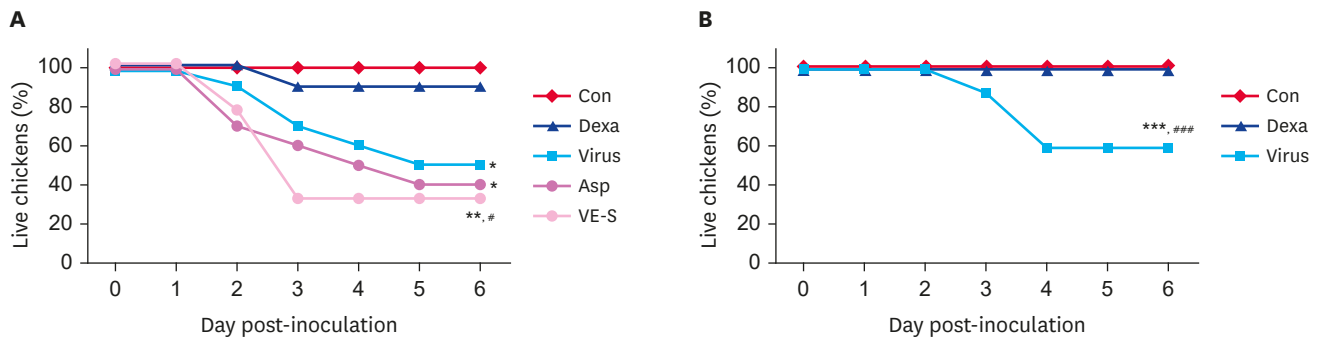 A
Live chickens (%)
100
80
60
40
20
0
0 1 2 3 4 5 6
Day post-inoculation
*
*
**, #
Con
Dexa
Virus
Asp
VE-S
B
Live chickens (%)
100
80
60
40
20
0
0 1 2 3 4 5 6
Day post-inoculation
***, ###
Con
Dexa
Virus